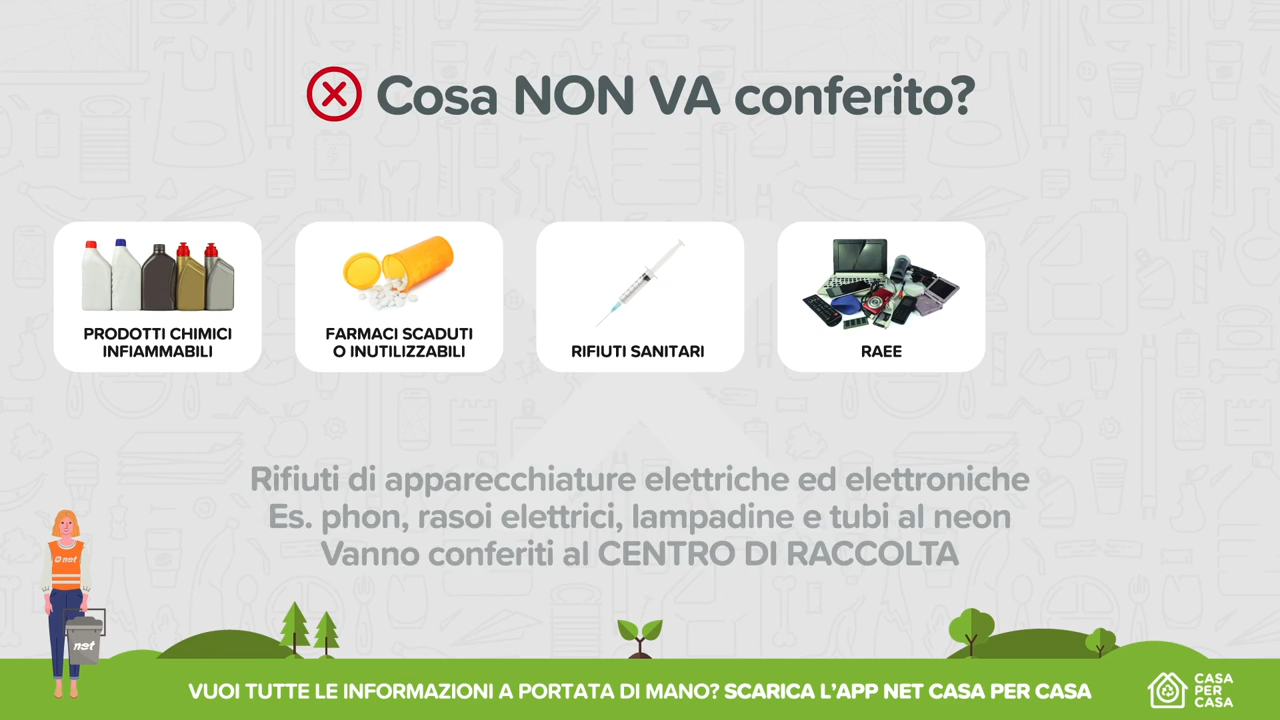 Cosa NON VA conferito?
PRODOTTI CHIMICI
INFIAMMABILI
FARMACI SCADUTI
O INUTILIZZABILI
RIFIUTI SANITARI
RAEE
Rifiuti di apparecchiature elettriche ed elettroniche
Es. phon, rasoi elettrici, lampadine e tubi al neon
Vanno conferiti al CENTRO DI RACCOLTA
net
net
VUOI TUTTE LE INFORMAZIONI A PORTATA DI MANO? SCARICA L'APP NET CASA PER CASA
CASA
PER
CASA